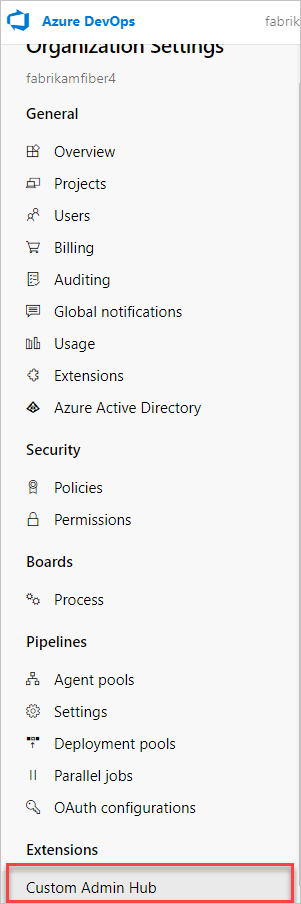 Azure DevOps
fabrik
Organization Settings
fabrikamfiber4
General
Overview
Projects
Users
Billing
Auditing
Global notifications
Usage
Extensions
Azure Active Directory
Security
Policies
Permissions
Boards
Process
Pipelines
Agent pools
Settings
Deployment pools
Parallel jobs
OAuth configurations
Extensions
Custom Admin Hub